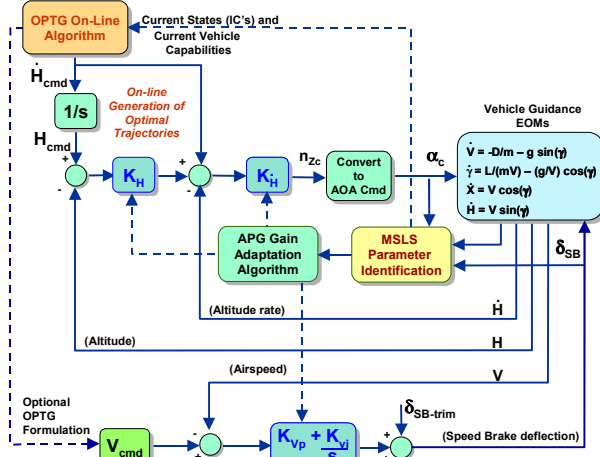 OPTG On-Line
Algorithm
Current States (IC's) and
Current Vehicle
Capabilities
Ḣcmd
1/s
On-line
Generation of
Optimal
Trajectories
Hcmd
+
-
KH
+
-
KḢ
nZc
Convert
to
AOA Cmd
αc
Vehicle Guidance
EOMs
V̇ = -D/m – g sin(γ)
γ̇ = L/(mV) – (g/V) cos(γ)
Ẋ = V cos(γ)
Ḣ = V sin(γ)
δSB
APG Gain
Adaptation
Algorithm
MSLS
Parameter
Identification
(Altitude rate)
Ḣ
(Altitude)
H
(Airspeed)
V
Optional
OPTG
Formulation
Vcmd
-
+
KVp + Kvi
s
δSB-trim
+
(Speed Brake deflection)